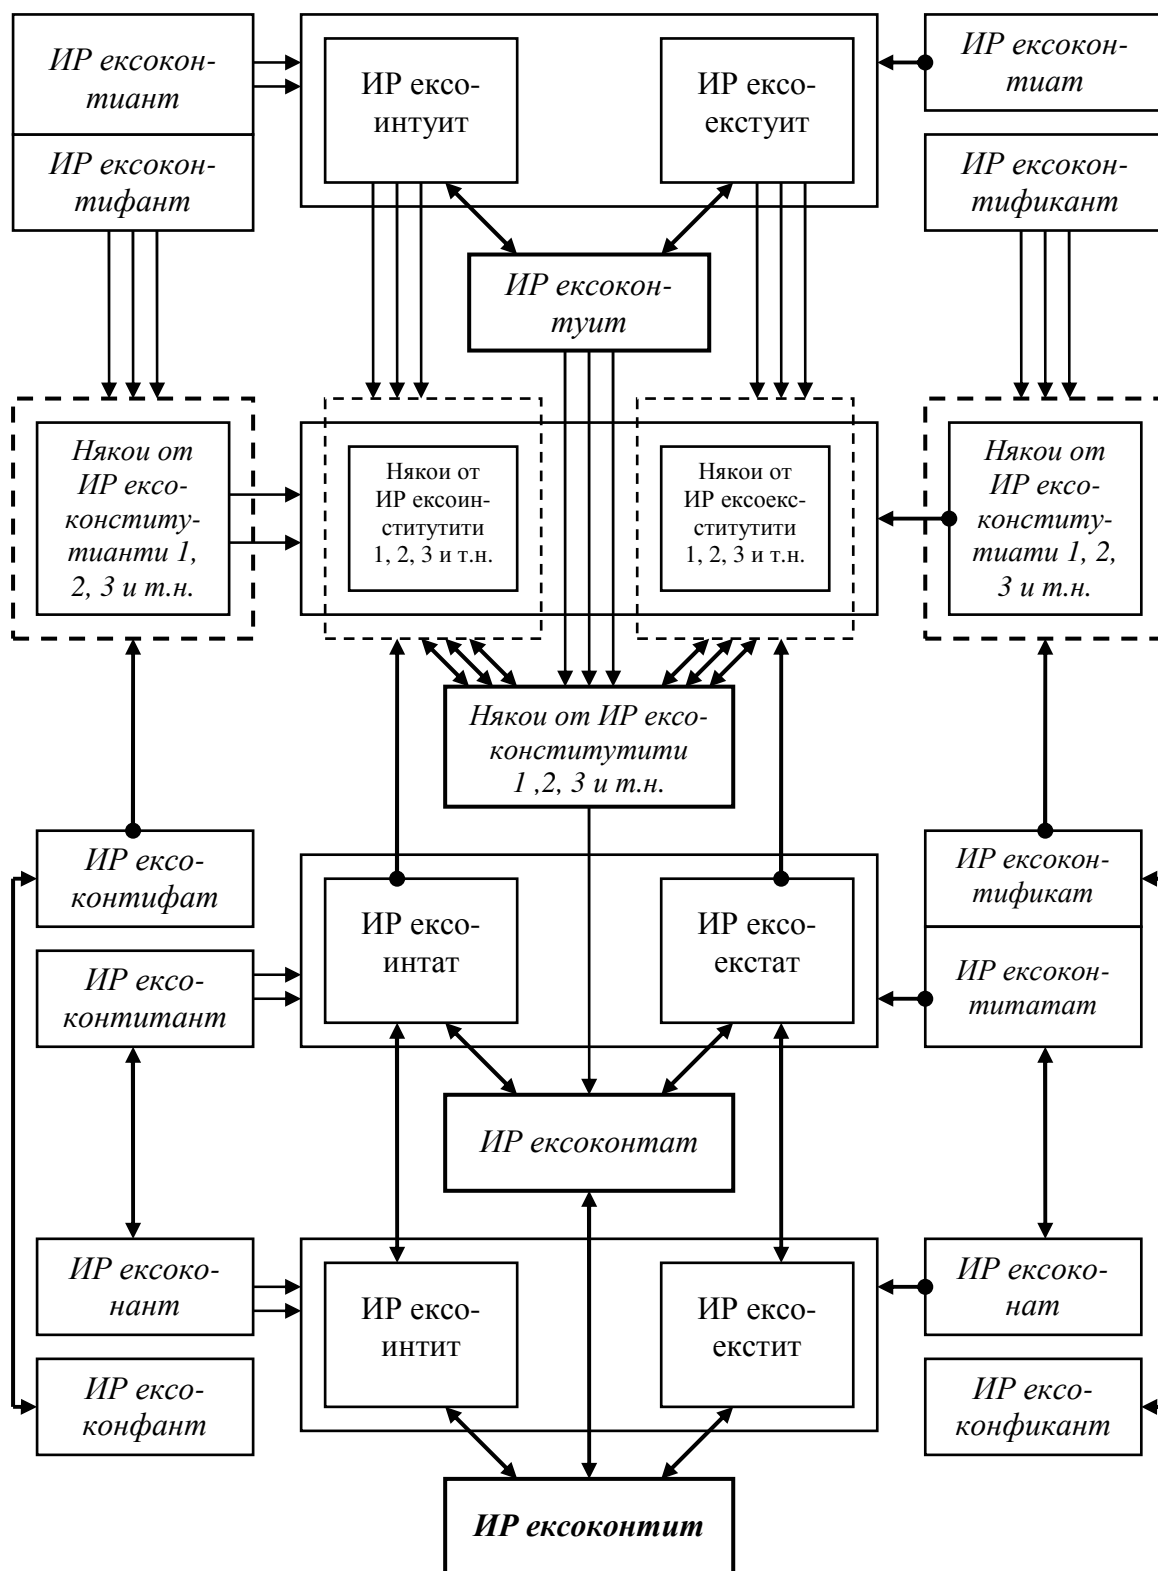 ИР ексокон-
тиант
ИР ексо-
интуит
ИР ексо-
екстуит
ИР ексокон-
тиат
ИР ексокон-
тифант
ИР ексокон-
тификант
ИР ексокон-
туит
Някои от
ИР ексо-
конститу-
тианти 1,
2, 3 и т.н.
Някои от
ИР ексоин-
ститутити
1, 2, 3 и т.н.
Някои от
ИР ексоекс-
ститутити
1, 2, 3 и т.н.
Някои от
ИР ексо-
конститу-
тиати 1, 2,
3 и т.н.
Някои от ИР ексо-
конститутити
1 ,2, 3 и т.н.
ИР ексо-
контифат
ИР ексо-
интат
ИР ексо-
екстат
ИР ексокон-
тификат
ИР ексо-
контитант
ИР ексокон-
титатат
ИР ексоконтат
ИР ексоко-
нант
ИР ексо-
интит
ИР ексо-
екстит
ИР ексоко-
нат
ИР ексо-
конфант
ИР ексо-
конфикант
ИР ексоконтит